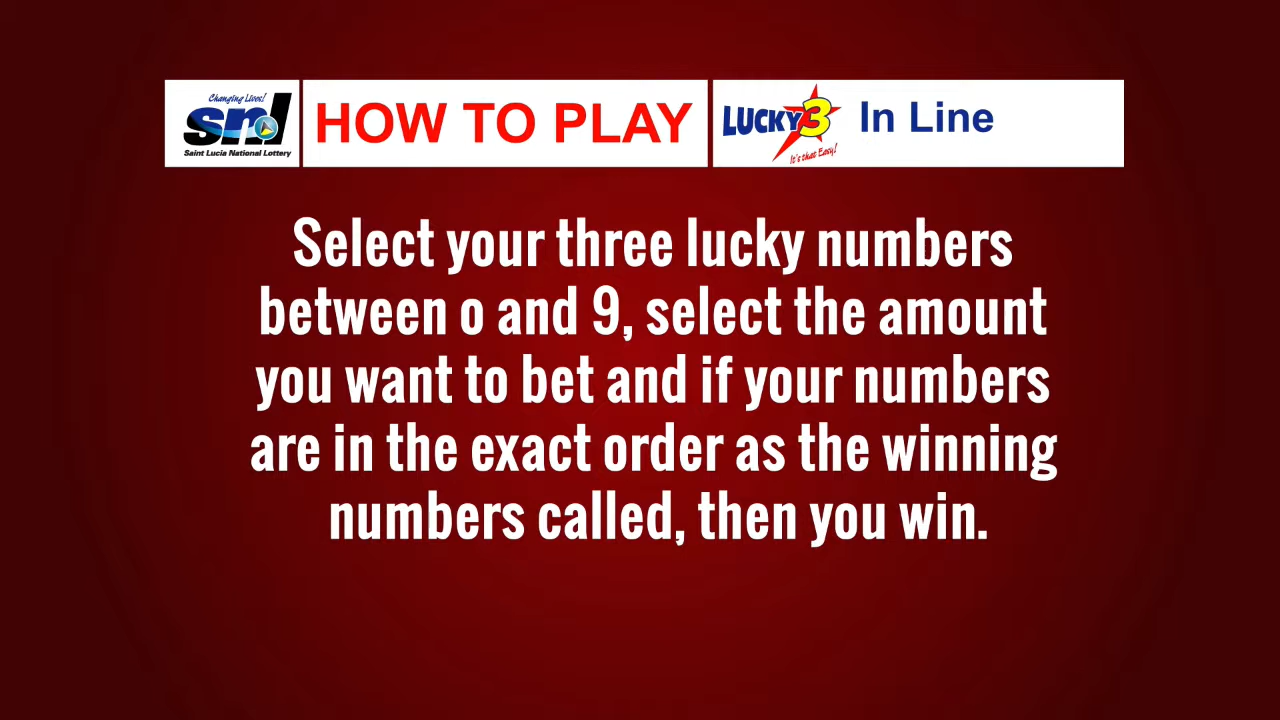 Changing Lives!
snl
Saint Lucia National Lottery
HOW TO PLAY
LUCKY 3
It's that Easy!
In Line
Select your three lucky numbers
between o and 9, select the amount
you want to bet and if your numbers
are in the exact order as the winning
numbers called, then you win.